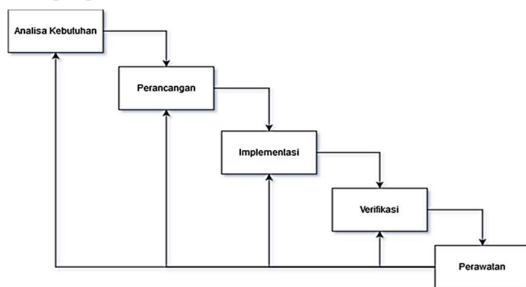 Analisa Kebutuhan
Perancangan
Implementasi
Verifikasi
Perawatan